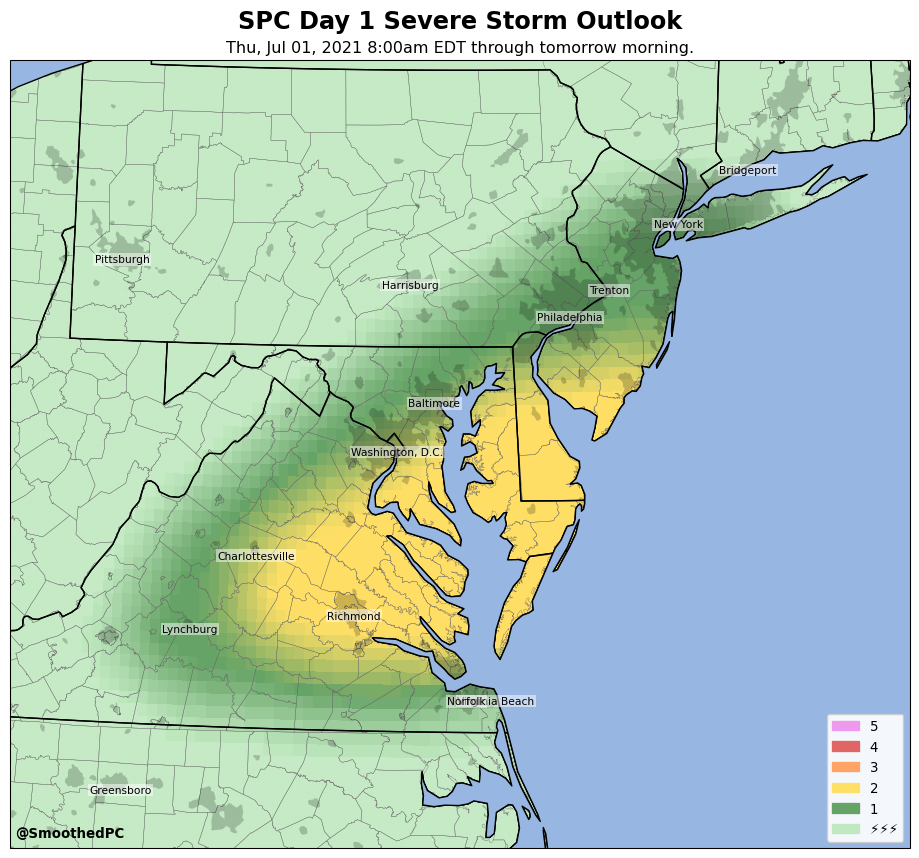 SPC Day 1 Severe Storm Outlook
Thu, Jul 01, 2021 8:00am EDT through tomorrow morning.
Bridgeport
New York
Pittsburgh
Harrisburg
Trenton
Philadelphia
Baltimore
Washington, D.C.
Charlottesville
Richmond
Lynchburg
Norfolk
Beach
Greensboro
5
4
3
2
1
⚡⚡⚡
@SmoothedPC